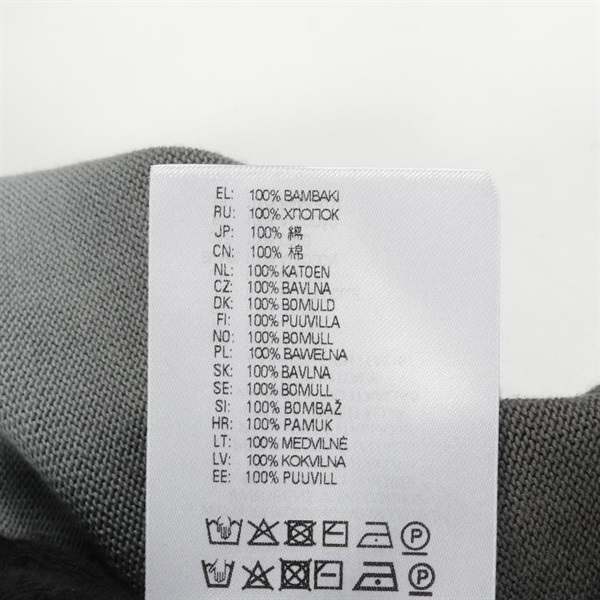 EL: 100% ΒΑΜΒΑΚΙ
RU: 100% ХЛОПОК
JP: 100% 綿
CN: 100% 棉
NL: 100% KATOEN
CZ: 100% BAVLNA
DK: 100% BOMULD
FI: 100% PUUVILLA
NO: 100% BOMULL
PL: 100% BAWEŁNA
SK: 100% BAVLNA
SE: 100% BOMULL
SI: 100% BOMBAŽ
HR: 100% PAMUK
LT: 100% MEDVILNĖ
LV: 100% KOKVILNA
EE: 100% PUUVILL
P
P